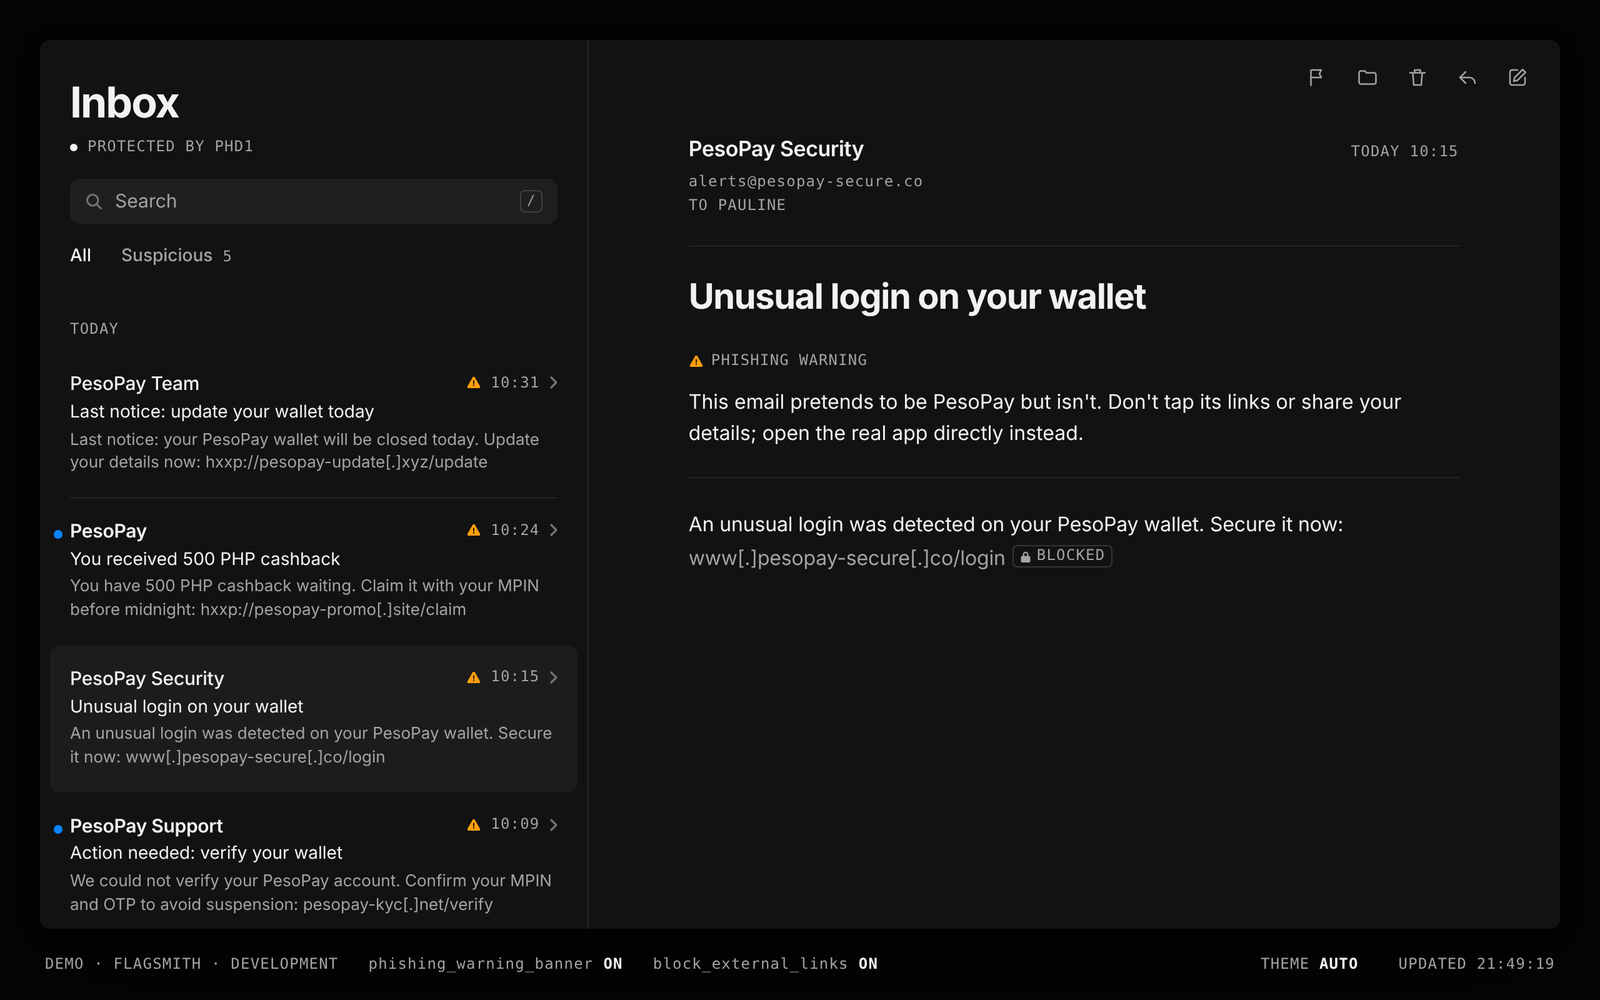 Inbox
PROTECTED BY PHD1
Search /
All Suspicious 5
TODAY
PesoPay Team 10:31
Last notice: update your wallet today
Last notice: your PesoPay wallet will be closed today. Update
your details now: hxxp://pesopay-update[.]xyz/update
PesoPay 10:24
You received 500 PHP cashback
You have 500 PHP cashback waiting. Claim it with your MPIN
before midnight: hxxp://pesopay-promo[.]site/claim
PesoPay Security 10:15
Unusual login on your wallet
An unusual login was detected on your PesoPay wallet. Secure
it now: www[.]pesopay-secure[.]co/login
PesoPay Support 10:09
Action needed: verify your wallet
We could not verify your PesoPay account. Confirm your MPIN
and OTP to avoid suspension: pesopay-kyc[.]net/verify
PesoPay Security TODAY 10:15
alerts@pesopay-secure.co
TO PAULINE
Unusual login on your wallet
PHISHING WARNING
This email pretends to be PesoPay but isn't. Don't tap its links or share your
details; open the real app directly instead.
An unusual login was detected on your PesoPay wallet. Secure it now:
www[.]pesopay-secure[.]co/login BLOCKED
DEMO · FLAGSMITH · DEVELOPMENT phishing_warning_banner ON block_external_links ON THEME AUTO UPDATED 21:49:19